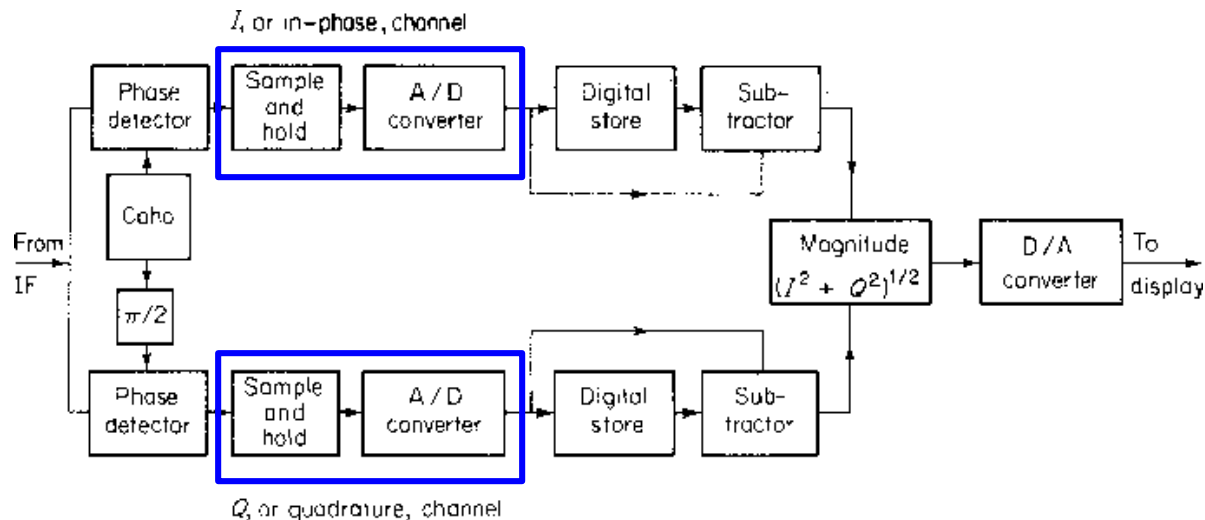 I, or in-phase, channel
Phase
detector
Sample
and
hold
A/D
converter
Digital
store
Sub-
tractor
Coho
From
IF
π/2
Magnitude
(I² + Q²)^1/2
D/A
converter
To
display
Phase
detector
Sample
and
hold
A/D
converter
Digital
store
Sub-
tractor
Q, or quadrature, channel